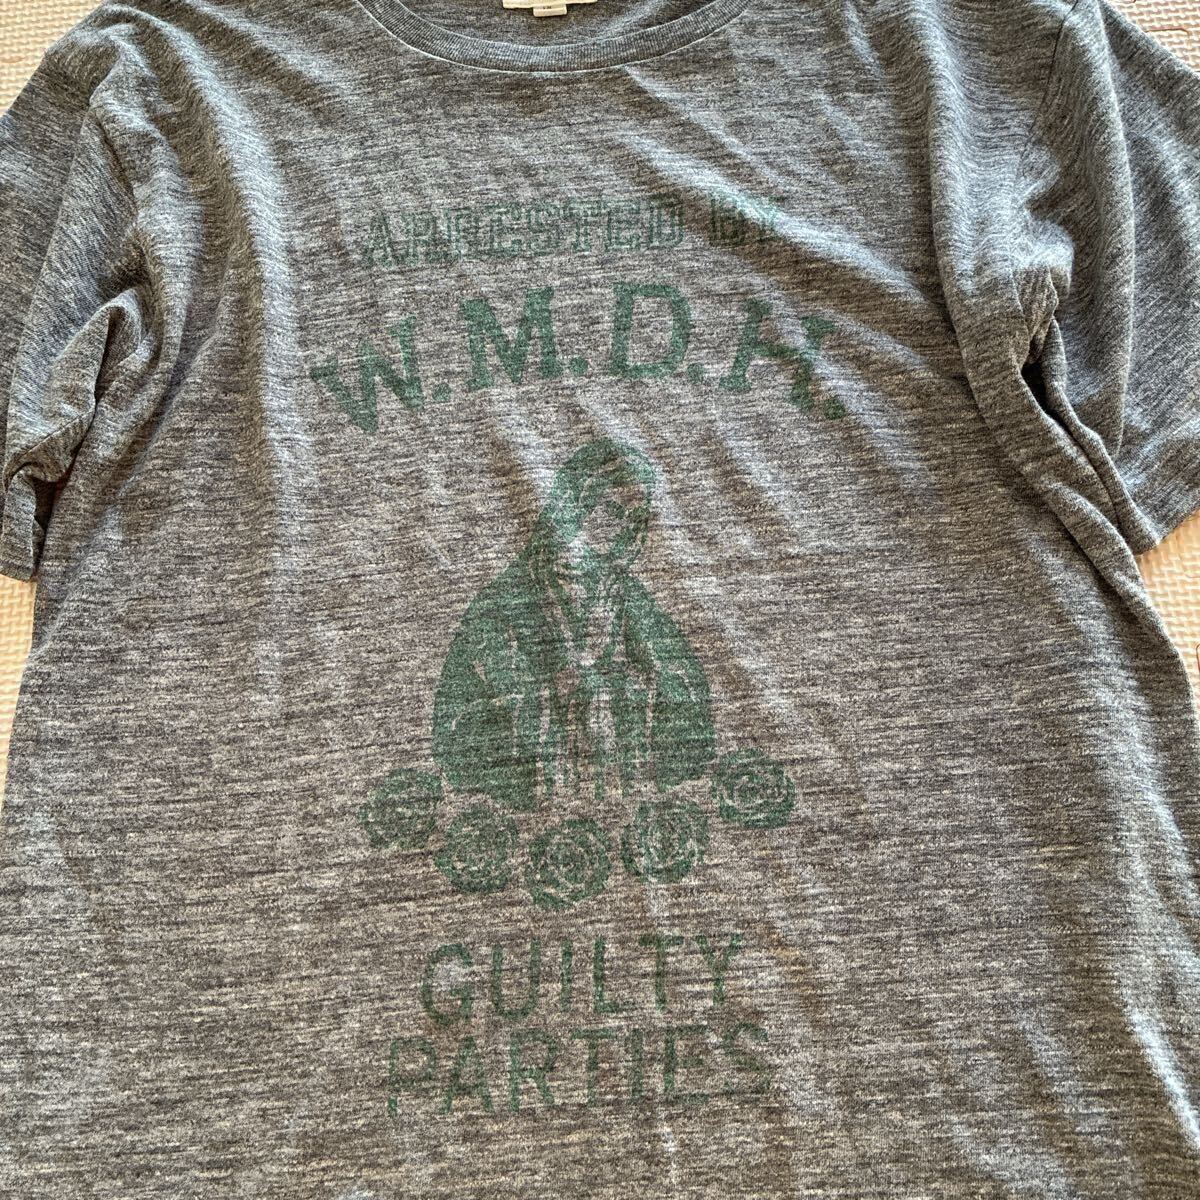 ARRESTED BY
W.M.D.H.
GUILTY
PARTIES